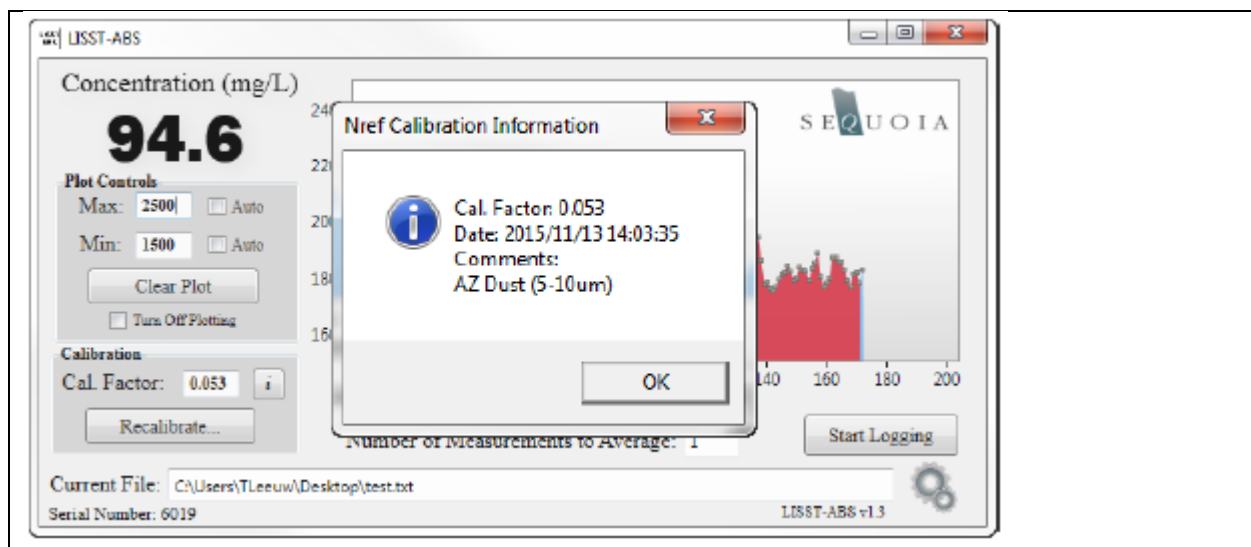 LISST-ABS
Concentration (mg/L)
94.6
Plot Controls
Max: 2500 Auto
Min: 1500 Auto
Clear Plot
Turn Off Plotting
Calibration
Cal. Factor: 0.053 i
Recalibrate...
SEQUOIA
Nref Calibration Information
Cal. Factor: 0.053
Date: 2015/11/13 14:03:35
Comments:
AZ Dust (5-10um)
OK
140 160 180 200
Number of Measurements to Average: 1
Start Logging
Current File: C:\Users\TLeeuw\Desktop\test.txt
Serial Number: 6019
LISST-ABS v1.3